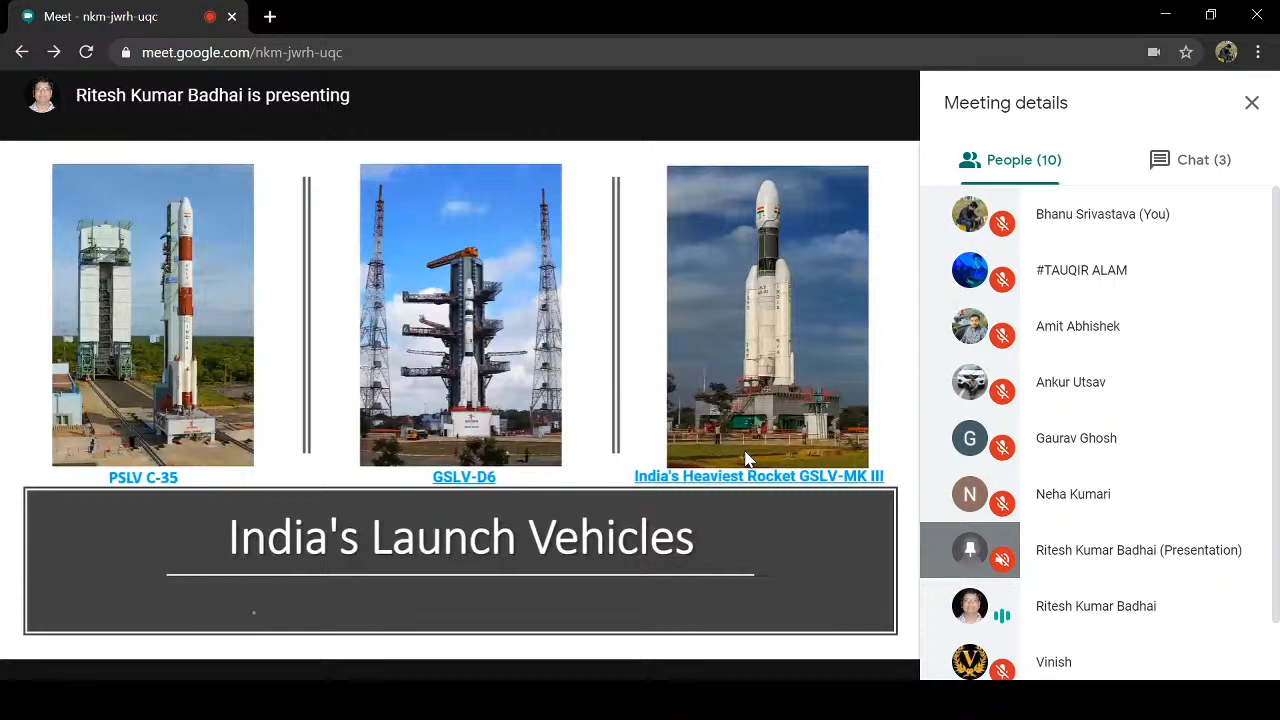 Meet - nkm-jwrh-uqc
meet.google.com/nkm-jwrh-uqc
Ritesh Kumar Badhai is presenting
PSLV C-35
GSLV-D6
India's Heaviest Rocket GSLV-MK III
India's Launch Vehicles
Meeting details
People (10)
Chat (3)
Bhanu Srivastava (You)
#TAUQIR ALAM
Amit Abhishek
Ankur Utsav
G
Gaurav Ghosh
N
Neha Kumari
Ritesh Kumar Badhai (Presentation)
Ritesh Kumar Badhai
V
Vinish